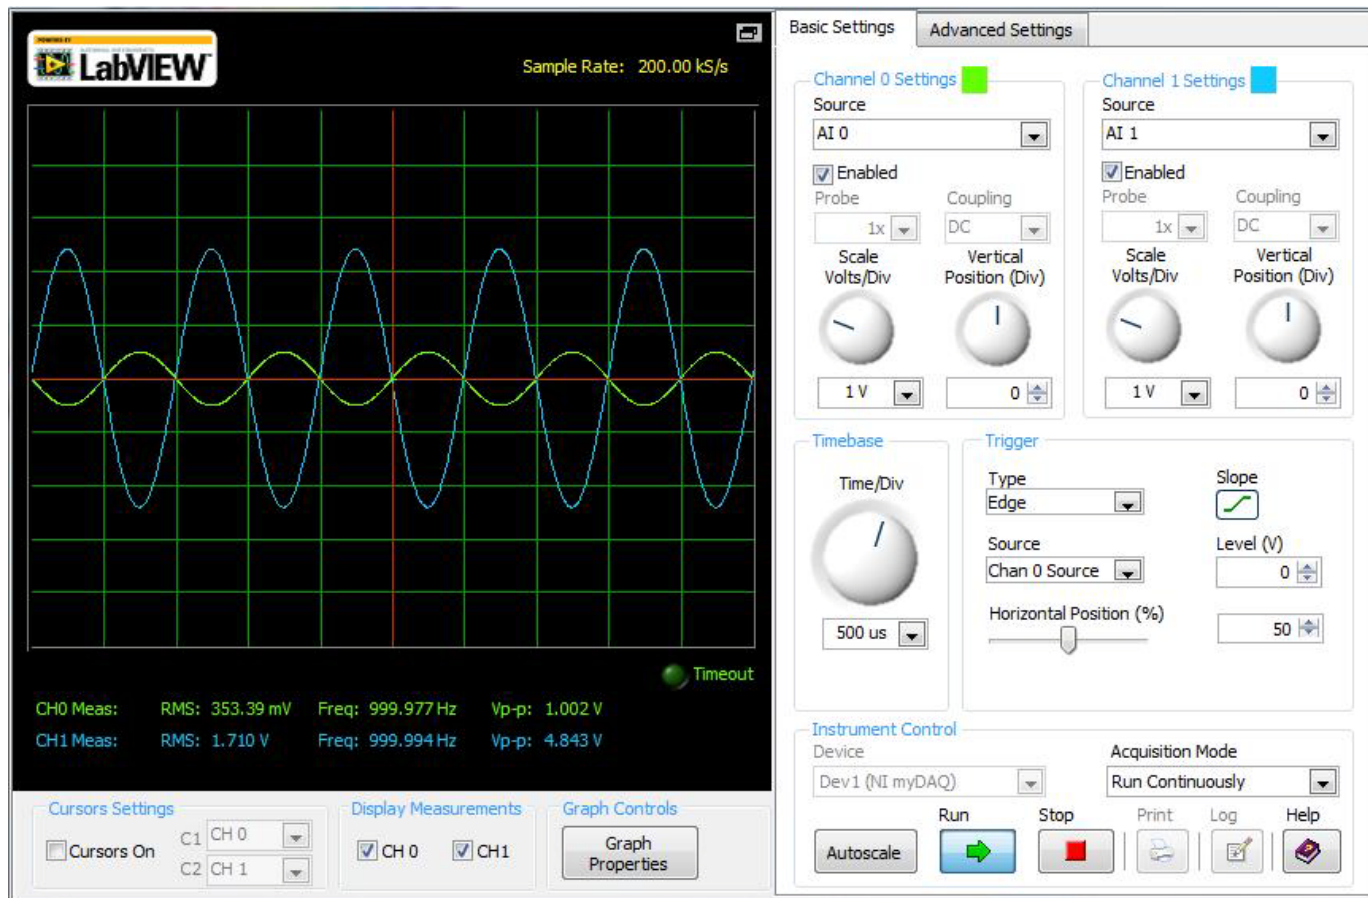 POWERED BY
LabVIEW
Sample Rate: 200.00 kS/s
Timeout
CH0 Meas: RMS: 353.39 mV Freq: 999.977 Hz Vp-p: 1.002 V
CH1 Meas: RMS: 1.710 V Freq: 999.994 Hz Vp-p: 4.843 V
Cursors Settings
Cursors On
C1 CH 0
C2 CH 1
Display Measurements
CH 0 CH1
Graph Controls
Graph
Properties
Basic Settings Advanced Settings
Channel 0 Settings
Source
AI 0
Enabled
Probe Coupling
1x DC
Scale Vertical
Volts/Div Position (Div)
1 V 0
Channel 1 Settings
Source
AI 1
Enabled
Probe Coupling
1x DC
Scale Vertical
Volts/Div Position (Div)
1 V 0
Timebase
Time/Div
500 us
Trigger
Type Slope
Edge
Source Level (V)
Chan 0 Source 0
Horizontal Position (%)
50
Instrument Control
Device Acquisition Mode
Dev1 (NI myDAQ) Run Continuously
Run Stop Print Log Help
Autoscale